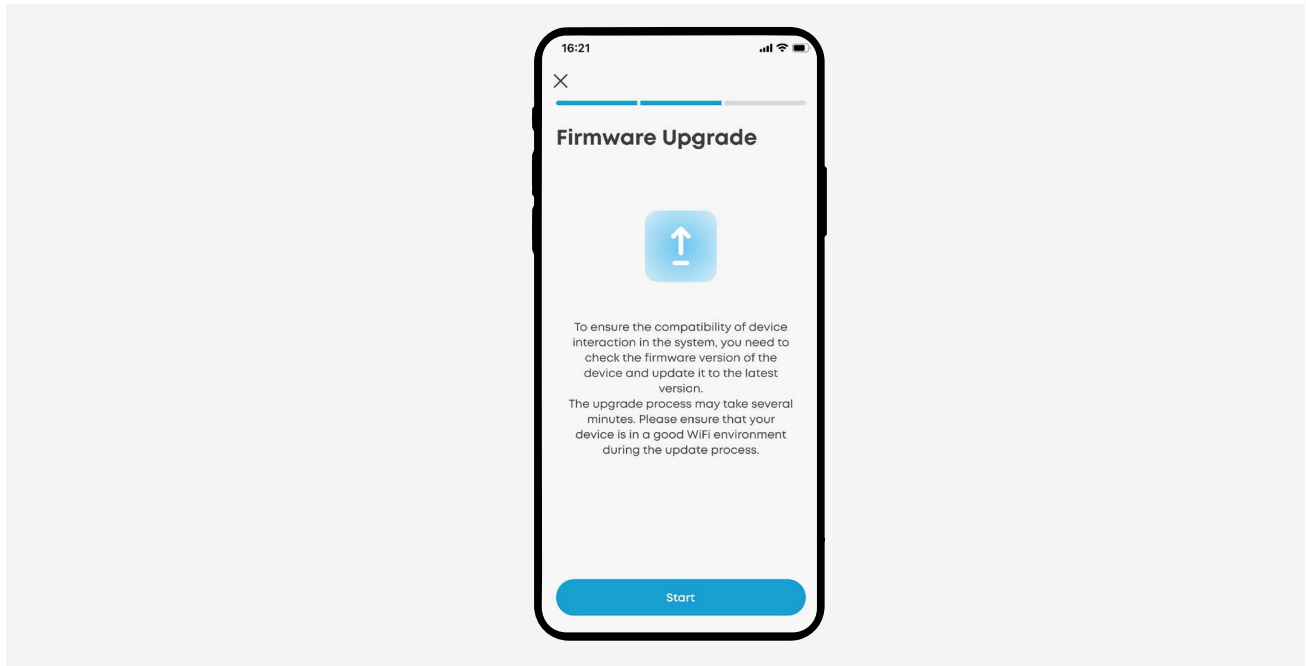 16:21
Firmware Upgrade
To ensure the compatibility of device
interaction in the system, you need to
check the firmware version of the
device and update it to the latest
version.
The upgrade process may take several
minutes. Please ensure that your
device is in a good WiFi environment
during the update process.
Start